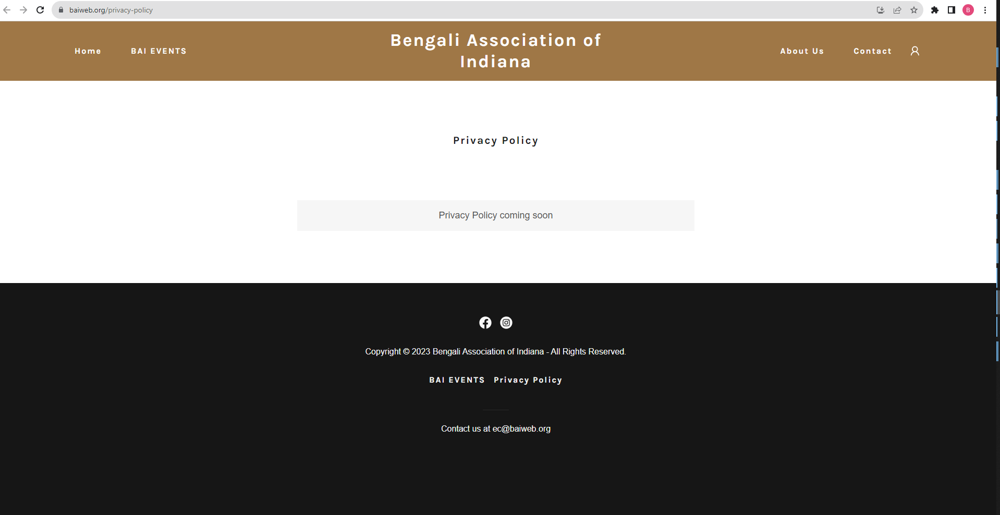 baiweb.org/privacy-policy
B
Home
BAI EVENTS
Bengali Association of
Indiana
About Us
Contact
Privacy Policy
Privacy Policy coming soon
Copyright © 2023 Bengali Association of Indiana - All Rights Reserved.
BAI EVENTS Privacy Policy
Contact us at ec@baiweb.org